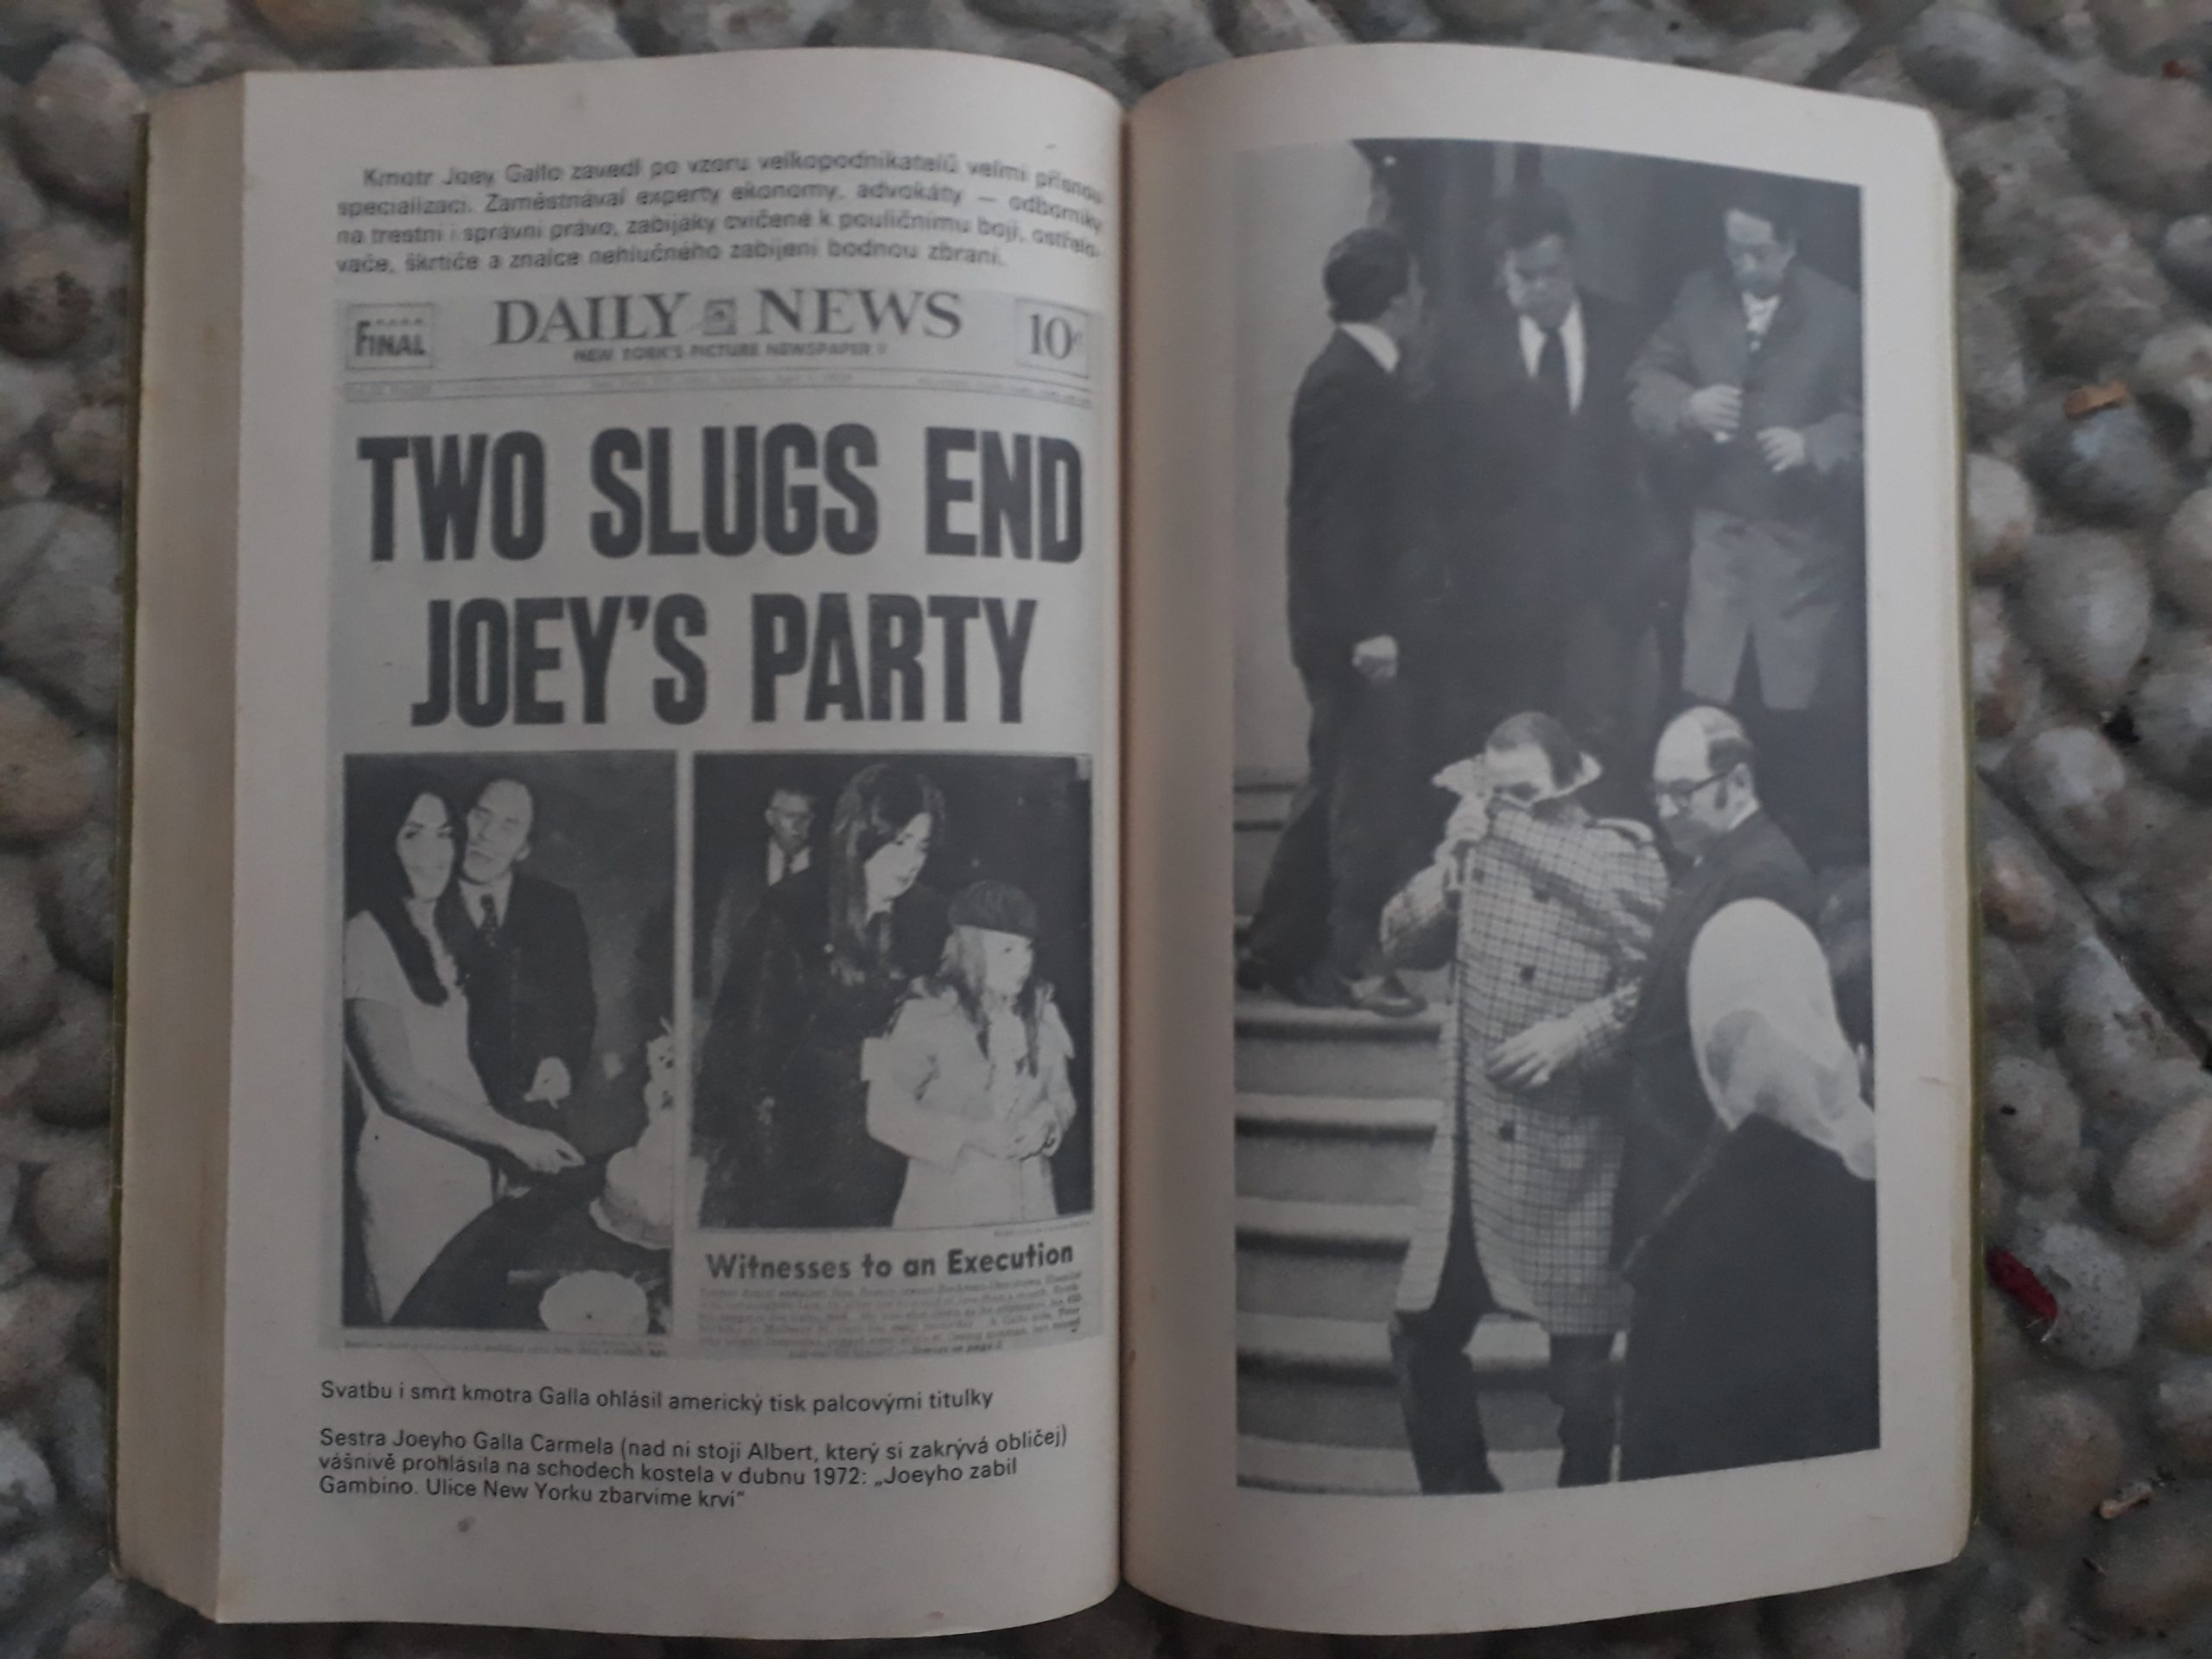 Kmotr Joey Gallo zavedl po vzoru velkopodnikatelů velmi přísnou
specializaci. Zaměstnával experty ekonomy, advokáty — odborníky
na trestní i správní právo, zabijáky cvičené k pouličnímu boji, ostřelo-
vače, škrtiče a znalce nehlučného zabíjení bodnou zbraní.
FINAL
DAILY NEWS
10¢
NEW YORK'S PICTURE NEWSPAPER
TWO SLUGS END
JOEY'S PARTY
Witnesses to an Execution
Svatbu i smrt kmotra Galla ohlásil americký tisk palcovými titulky
Sestra Joeyho Galla Carmela (nad ní stojí Albert, který si zakrývá obličej)
vášnivě prohlásila na schodech kostela v dubnu 1972: „Joeyho zabil
Gambino. Ulice New Yorku zbarvíme krví“